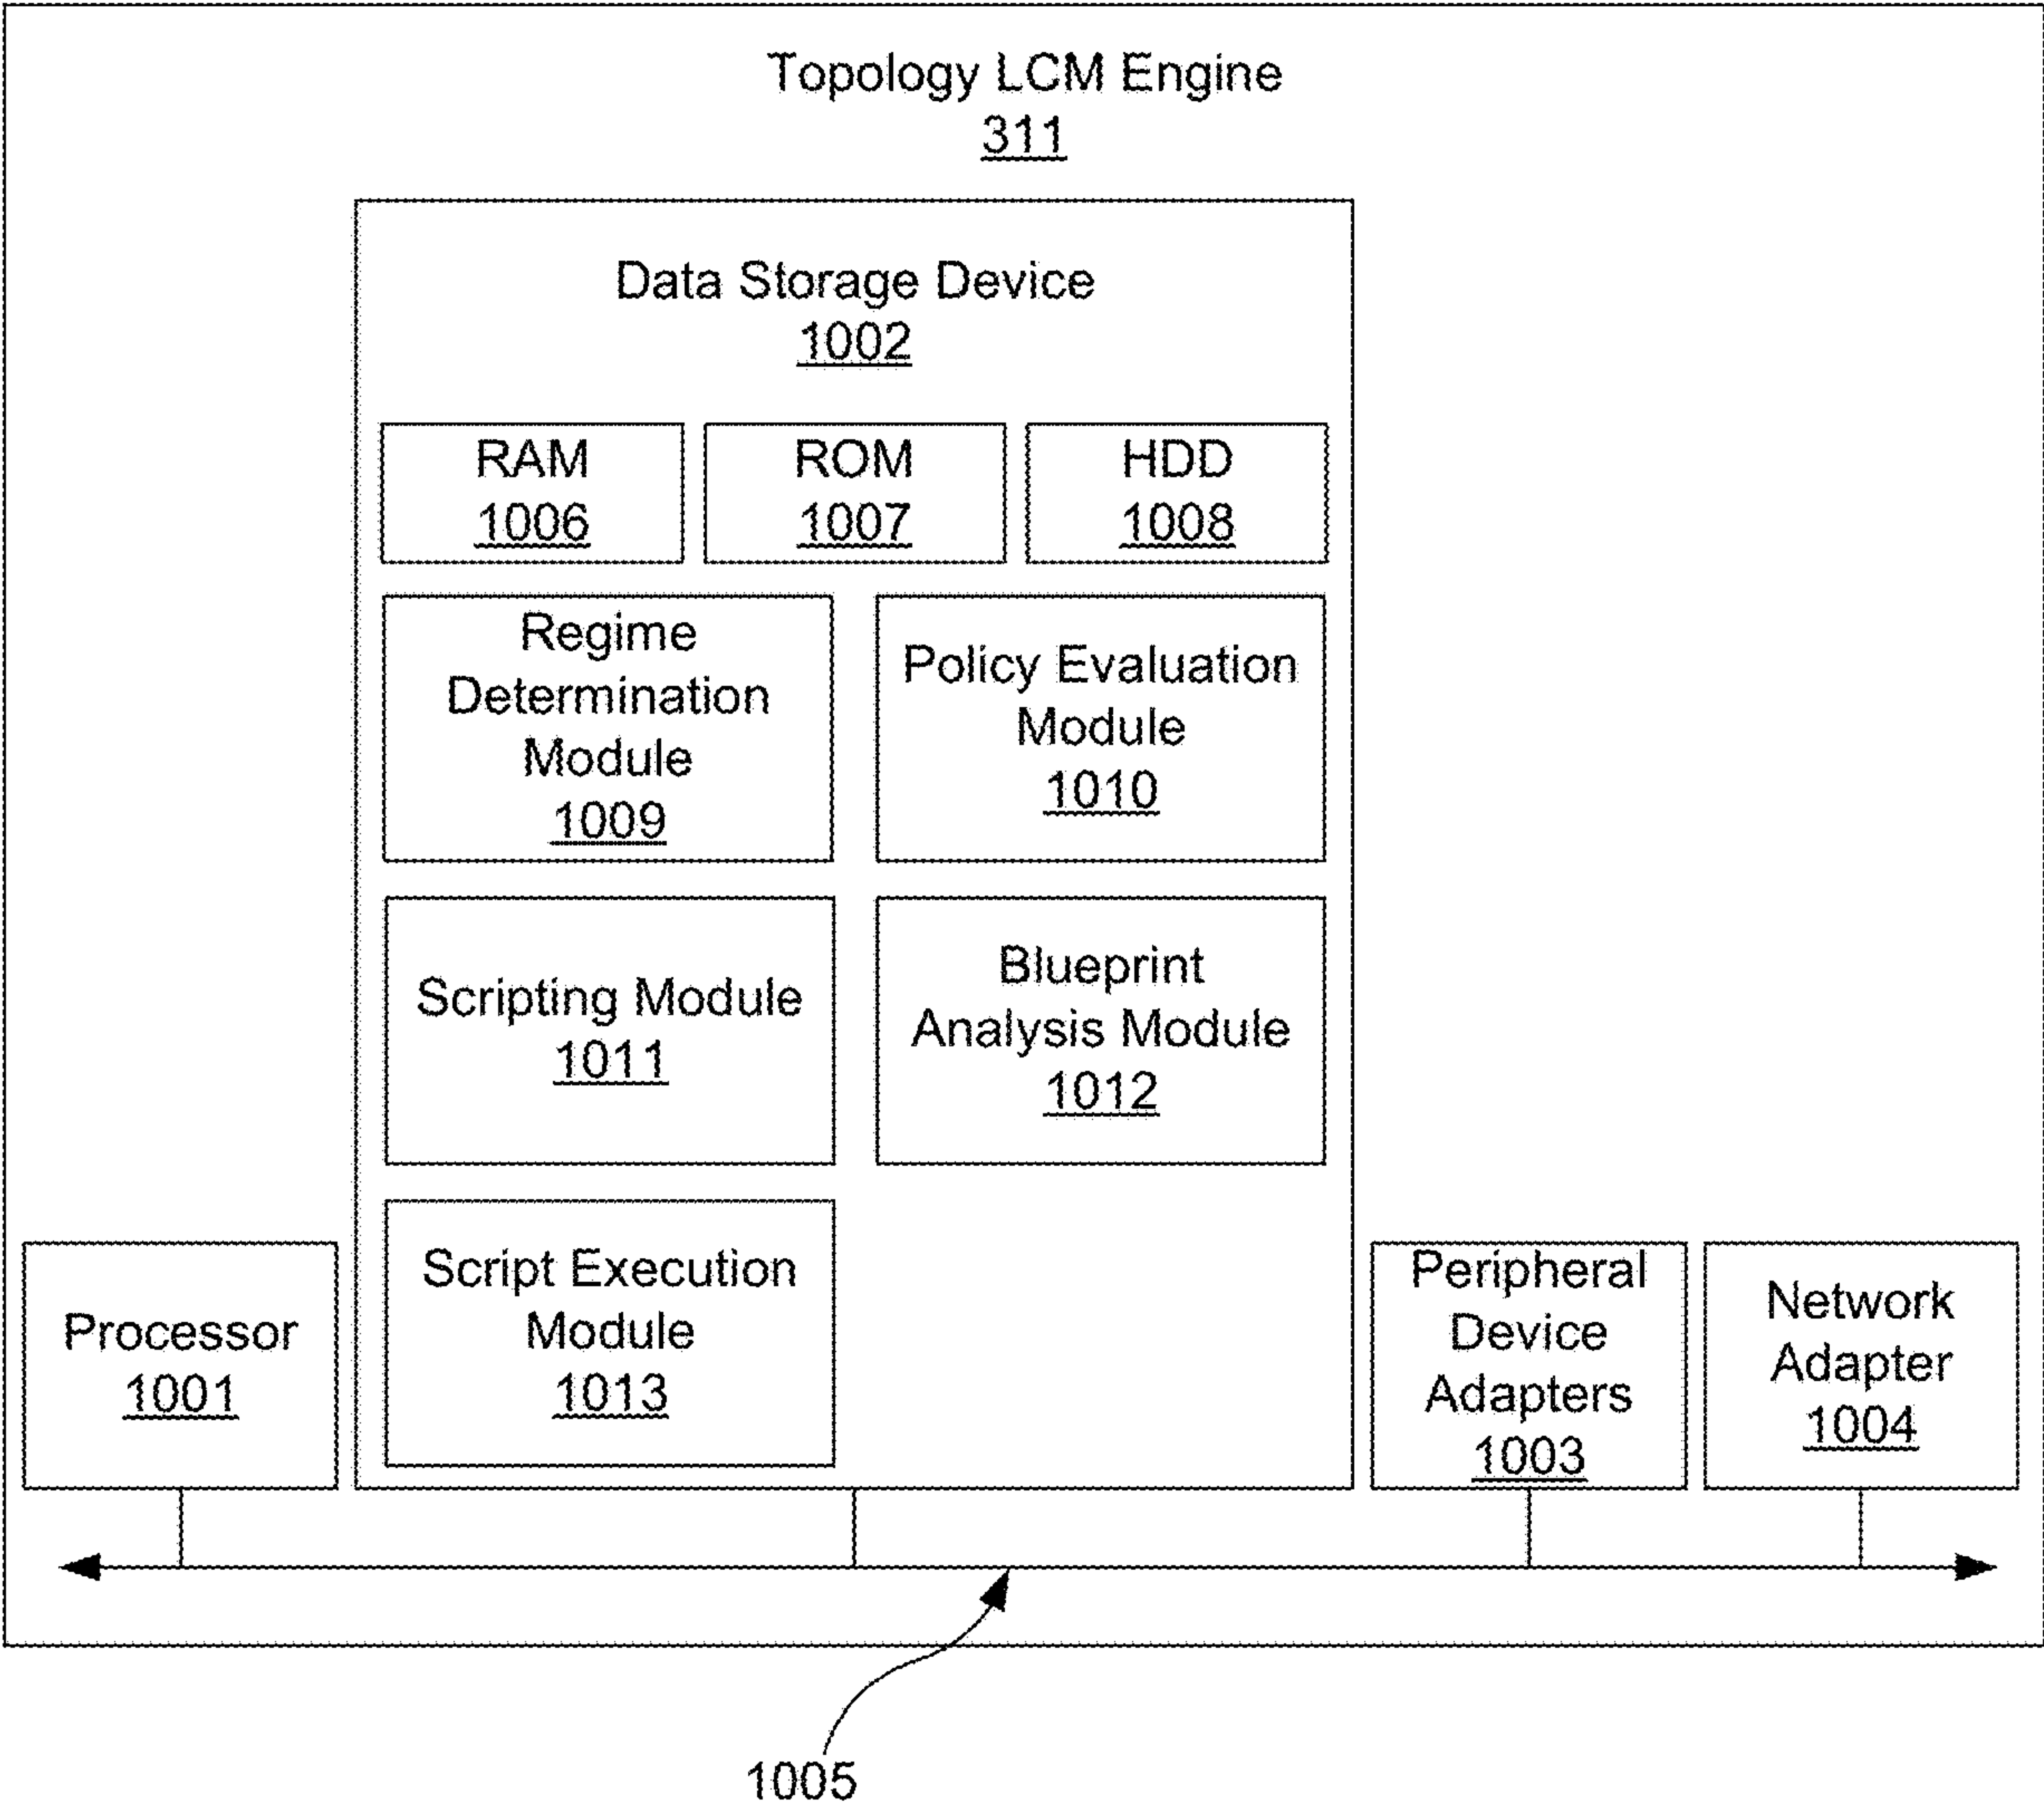 Topology LCM Engine
311
Data Storage Device
1002
RAM
1006
ROM
1007
HDD
1008
Regime
Determination
Module
1009
Policy Evaluation
Module
1010
Scripting Module
1011
Blueprint
Analysis Module
1012
Script Execution
Module
1013
Processor
1001
Peripheral
Device
Adapters
1003
Network
Adapter
1004
1005